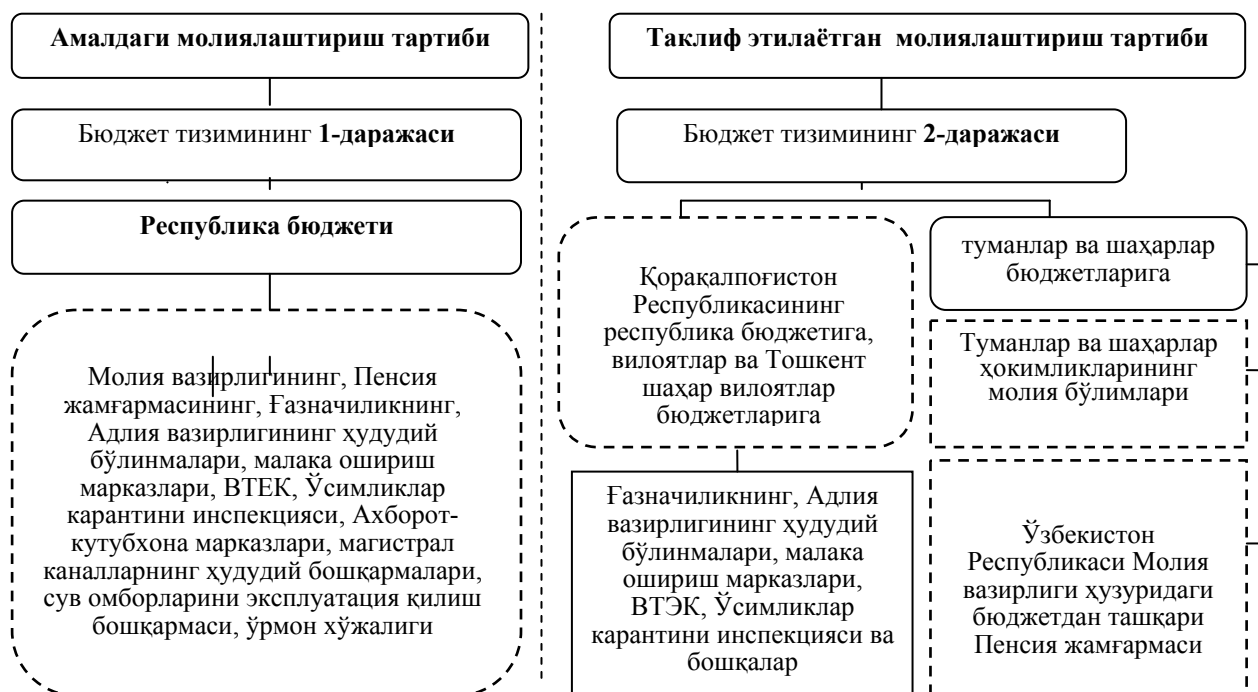 Амалдаги молиялаштириш тартиби
Бюджет тизимининг 1-даражаси
Республика бюджети
Молия вазирлигининг, Пенсия
жамғармасининг, Ғазначиликнинг,
Адлия вазирлигининг ҳудудий
бўлинмалари, малака ошириш
марказлари, ВТЕК, Ўсимликлар
карантини инспекцияси, Ахборот-
кутубхона марказлари, магистрал
каналларнинг ҳудудий бошқармалари,
сув омборларини эксплуатация қилиш
бошқармаси, ўрмон хўжалиги
Таклиф этилаётган молиялаштириш тартиби
Бюджет тизимининг 2-даражаси
Қорақалпоғистон
Республикасининг
республика бюджетига,
вилоятлар ва Тошкент
шаҳар вилоятлар
бюджетларига
Ғазначиликнинг, Адлия
вазирлигининг ҳудудий
бўлинмалари, малака
ошириш марказлари,
ВТЭК, Ўсимликлар
карантини инспекцияси ва
бошқалар
туманлар ва шаҳарлар
бюджетларига
Туманлар ва шаҳарлар
ҳокимликларининг
молия бўлимлари
Ўзбекистон
Республикаси Молия
вазирлиги ҳузуридаги
бюджетдан ташқари
Пенсия жамғармаси